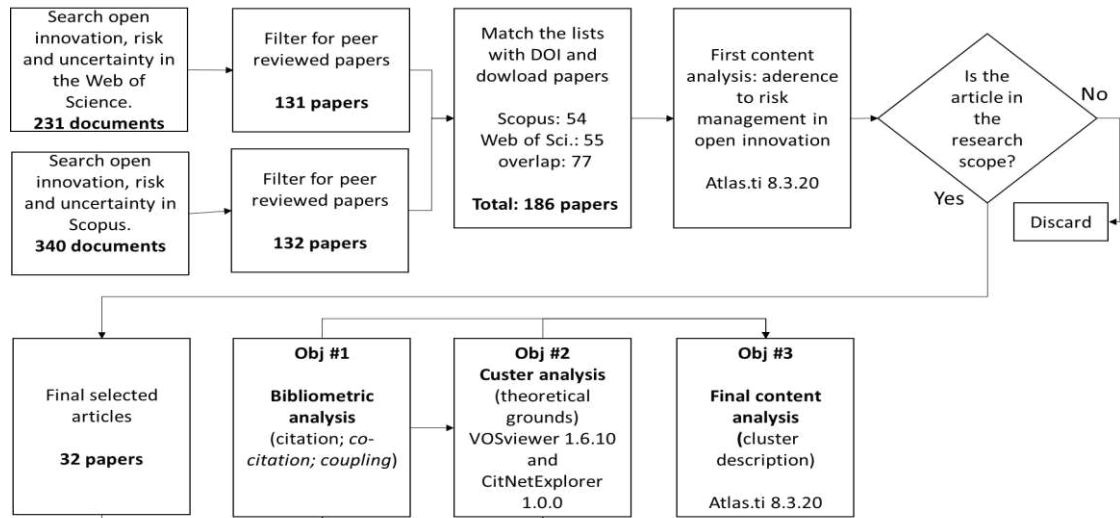 Search open
innovation, risk
and uncertainty in
the Web of
Science.
231 documents
Filter for peer
reviewed papers
131 papers
Search open
innovation, risk
and uncertainty in
Scopus.
340 documents
Filter for peer
reviewed papers
132 papers
Match the lists
with DOI and
dowload papers
Scopus: 54
Web of Sci.: 55
overlap: 77
Total: 186 papers
First content
analysis: aderence
to risk
management in
open innovation
Atlas.ti 8.3.20
Is the
article in
the
research
scope?
No
Yes
Discard
Final selected
articles
32 papers
Obj #1
Bibliometric
analysis
(citation; co-
citation; coupling)
Obj #2
Custer analysis
(theoretical
grounds)
VOSviewer 1.6.10
and
CitNetExplorer
1.0.0
Obj #3
Final content
analysis
(cluster
description)
Atlas.ti 8.3.20